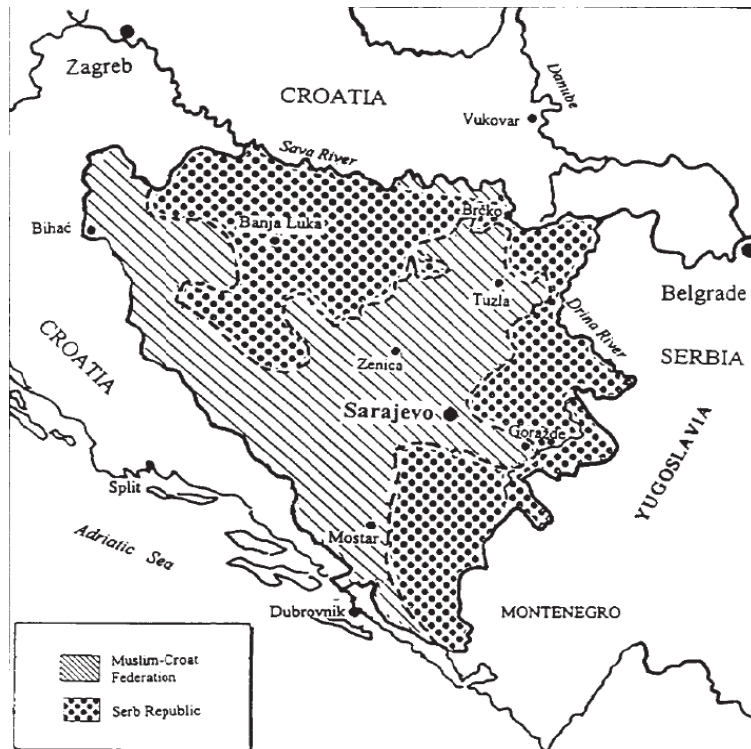 Zagreb
CROATIA
Danube
Vukovar
Sava River
Brčko
Banja Luka
Bihać
Tuzla
Belgrade
Drina River
CROATIA
Zenica
SERBIA
Sarajevo
Goražde
YUGOSLAVIA
Split
Mostar
Adriatic Sea
Dubrovnik
MONTENEGRO
Muslim-Croat
Federation
Serb Republic